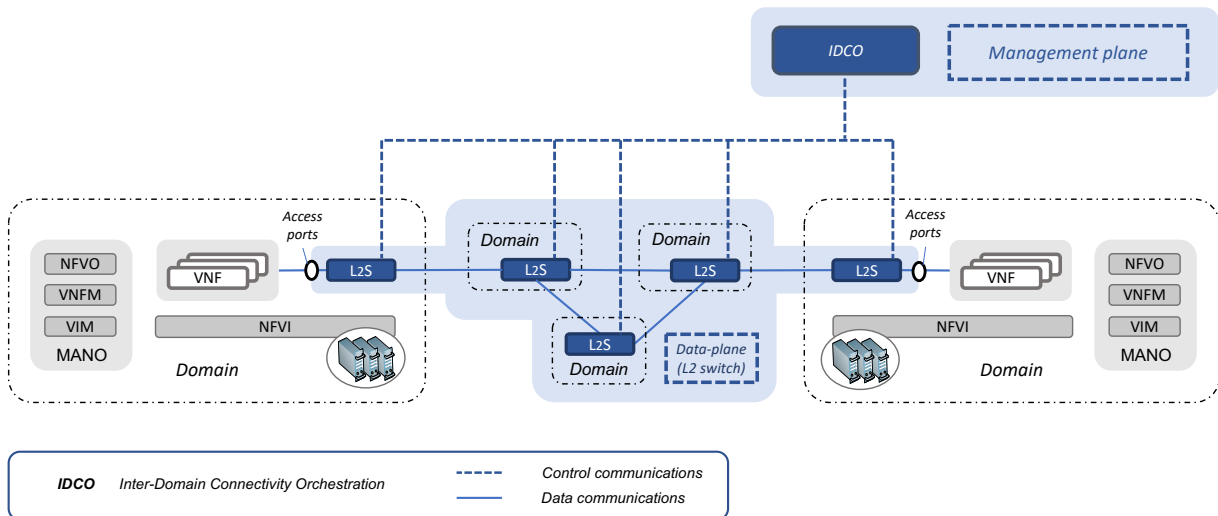 IDCO
Management plane
Access
ports
Access
ports
Domain
Domain
NFVO
VNFM
VIM
MANO
VNF
L2S
L2S
L2S
L2S
VNF
NFVO
VNFM
VIM
MANO
NFVI
Domain
L2S
Domain
Data-plane
(L2 switch)
NFVI
Domain
IDCO Inter-Domain Connectivity Orchestration
Control communications
Data communications